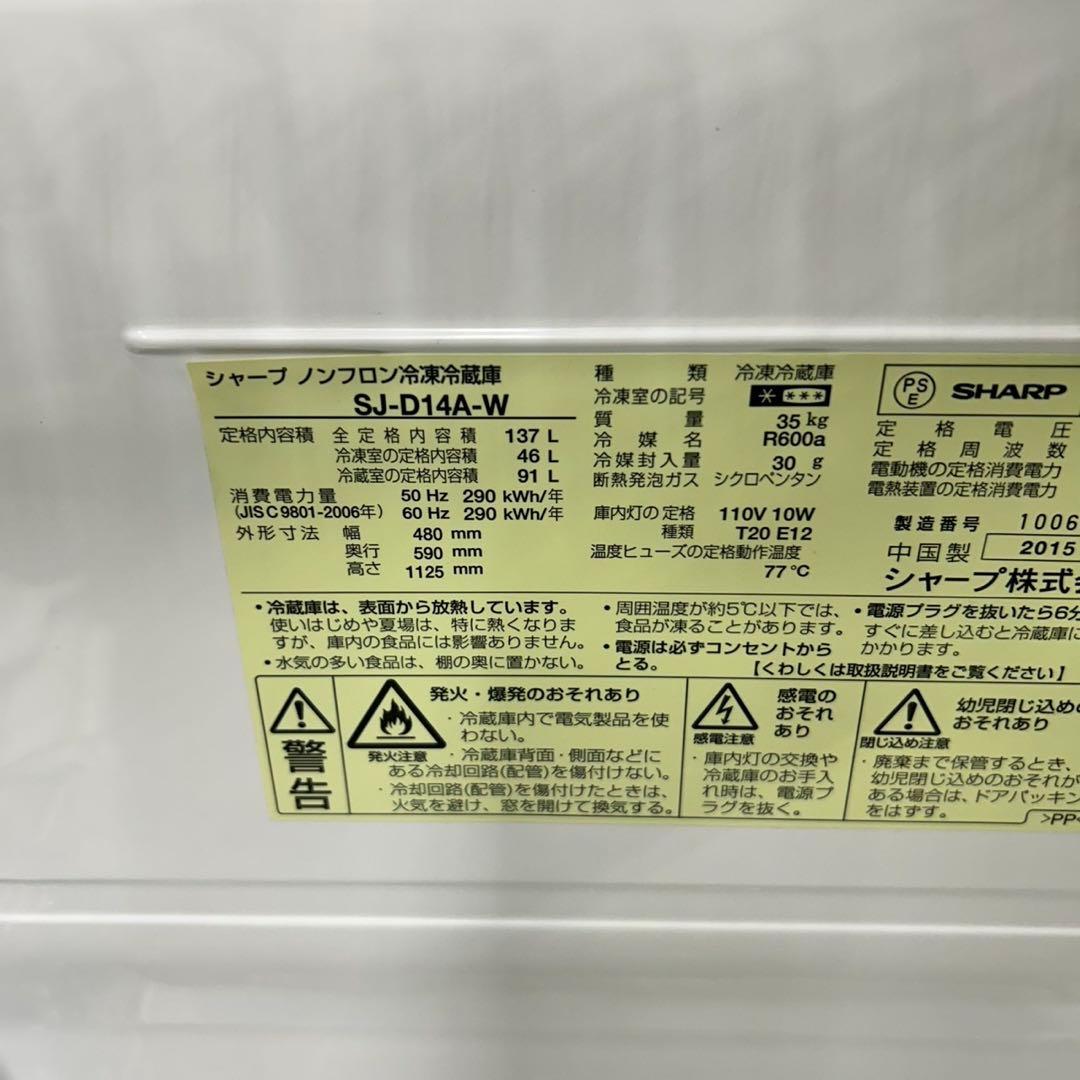 シャープ ノンフロン冷凍冷蔵庫
SJ-D14A-W
定格内容積 全定格内容積 137 L
冷凍室の定格内容積 46 L
冷蔵室の定格内容積 91 L
消費電力量 50 Hz 290 kWh/年
(JIS C 9801-2006年) 60 Hz 290 kWh/年
外形寸法 幅 480 mm
奥行 590 mm
高さ 1125 mm
種類 冷凍冷蔵庫
冷凍室の記号
質量 35 kg
冷媒名 R600a
冷媒封入量 30 g
断熱発泡ガス シクロペンタン
庫内灯の定格 110V 10W
種類 T20 E12
温度ヒューズの定格動作温度
77 ℃
PS
E
SHARP
定格電圧
定格周波数
電動機の定格消費電力
電熱装置の定格消費電力
製造番号 1006
中国製 2015
シャープ株式会
・冷蔵庫は、表面から放熱しています。
使いはじめや夏場は、特に熱くなりま
すが、庫内の食品には影響ありません。
・水気の多い食品は、棚の奥に置かない。
・周囲温度が約5℃以下では、
食品が凍ることがあります。
・電源は必ずコンセントから
とる。
・電源プラグを抜いたら6分
すぐに差し込むと冷蔵庫に
かかります。
【くわしくは取扱説明書をご覧ください】
警告
発火・爆発のおそれあり
発火注意
・冷蔵庫内で電気製品を使
わない。
・冷蔵庫背面・側面などに
ある冷却回路(配管)を傷付けない。
・冷却回路(配管)を傷付けたときは、
火気を避け、窓を開けて換気する。
感電の
おそれ
あり
感電注意
・庫内灯の交換や
冷蔵庫のお手入
れ時は、電源プ
ラグを抜く。
幼児閉じ込めの
おそれあり
閉じ込め注意
・廃棄まで保管するとき、
幼児閉じ込めのおそれが
ある場合は、ドアパッキン
をはずす。
>PP<